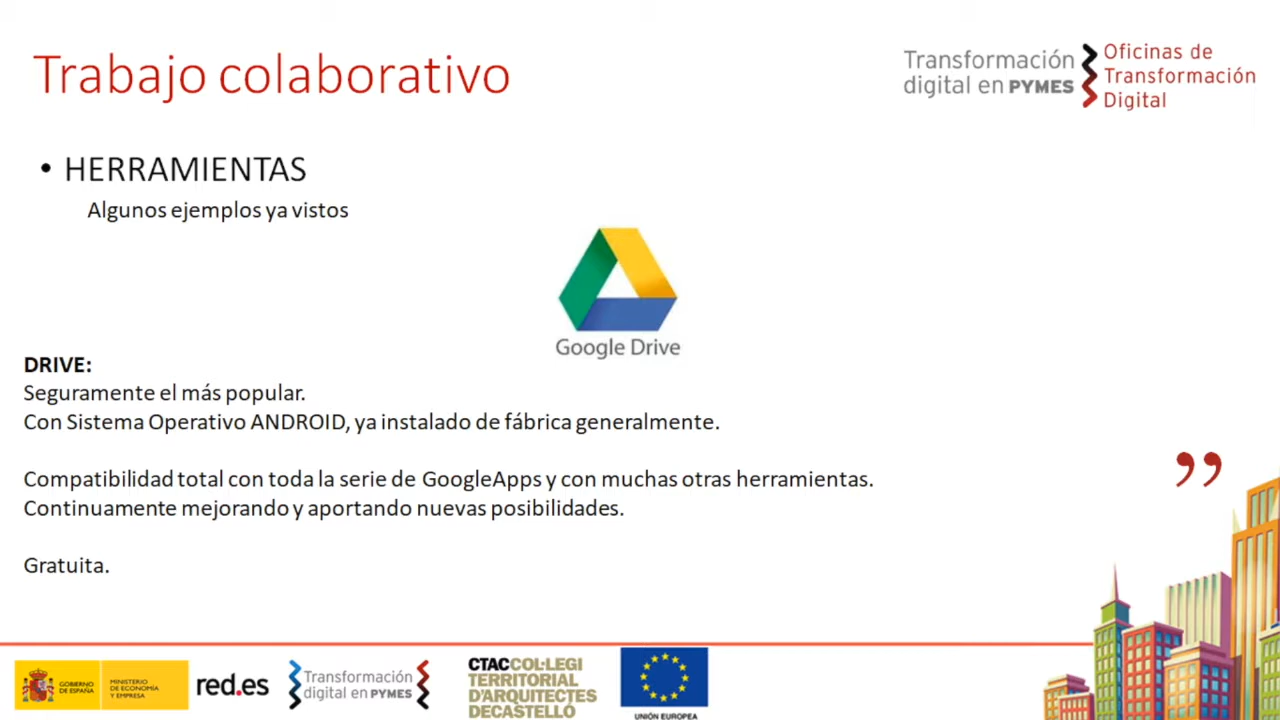 Trabajo colaborativo
Transformación
digital en PYMES
Oficinas de
Transformación
Digital
• HERRAMIENTAS
Algunos ejemplos ya vistos
Google Drive
DRIVE:
Seguramente el más popular.
Con Sistema Operativo ANDROID, ya instalado de fábrica generalmente.
Compatibilidad total con toda la serie de GoogleApps y con muchas otras herramientas.
Continuamente mejorando y aportando nuevas posibilidades.
Gratuita.
”
GOBIERNO
DE ESPAÑA
MINISTERIO
DE ECONOMÍA
Y EMPRESA
red.es
Transformación
digital en PYMES
CTAC COL·LEGI
TERRITORIAL
D'ARQUITECTES
DECASTELLÓ
UNIÓN EUROPEA